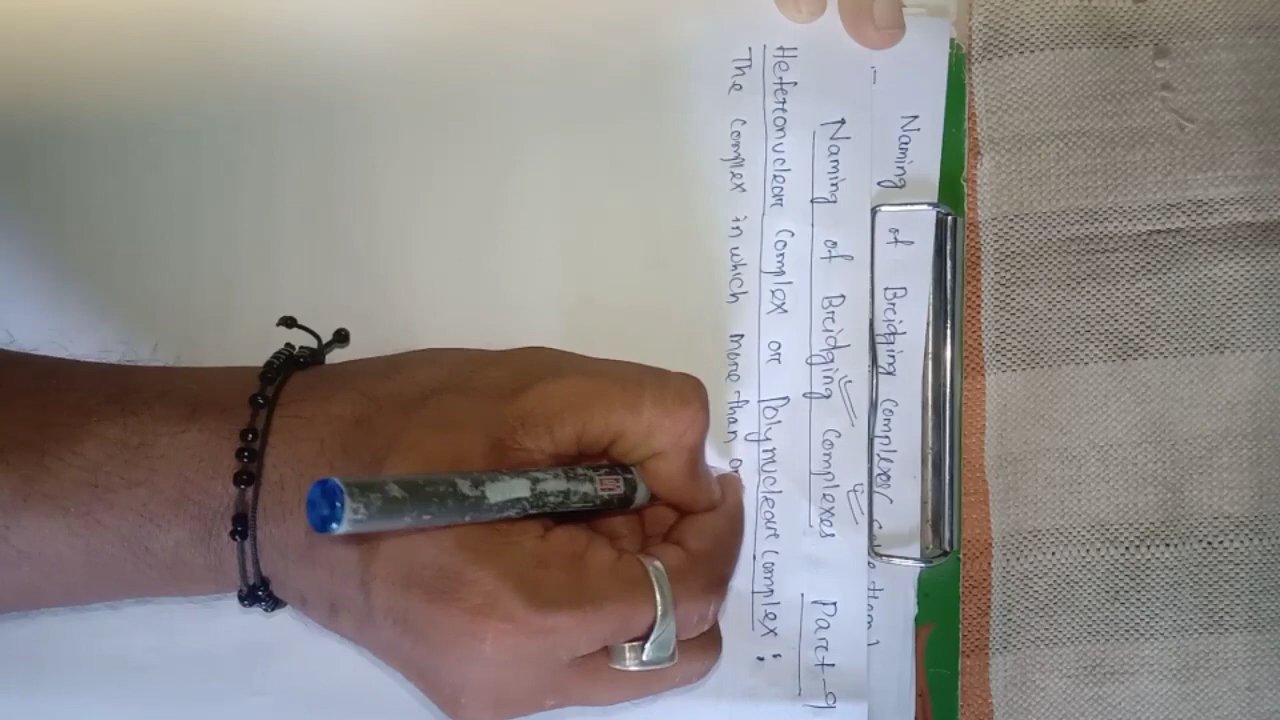 Naming of Bridging complexes
Naming of Bridging Complexes Part-9
Heteronuclear Complex or Polynuclear Complex:
The complex in which more than